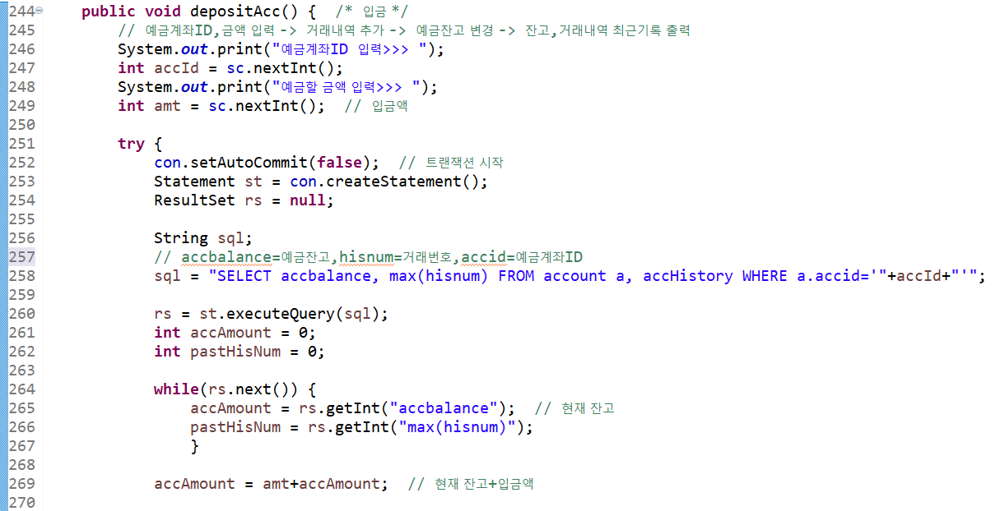 244 public void depositAcc() { /* 입금 */
245 // 예금계좌ID,금액 입력 -> 거래내역 추가 -> 예금잔고 변경 -> 잔고,거래내역 최근기록 출력
246 System.out.print("예금계좌ID 입력>>> ");
247 int accId = sc.nextInt();
248 System.out.print("예금할 금액 입력>>> ");
249 int amt = sc.nextInt(); // 입금액
250
251 try {
252 con.setAutoCommit(false); // 트랜잭션 시작
253 Statement st = con.createStatement();
254 ResultSet rs = null;
255
256 String sql;
257 // accbalance=예금잔고,hisnum=거래번호,accid=예금계좌ID
258 sql = "SELECT accbalance, max(hisnum) FROM account a, accHistory WHERE a.accid='"+accId+"'";
259
260 rs = st.executeQuery(sql);
261 int accAmount = 0;
262 int pastHisNum = 0;
263
264 while(rs.next()) {
265 accAmount = rs.getInt("accbalance"); // 현재 잔고
266 pastHisNum = rs.getInt("max(hisnum)");
267 }
268
269 accAmount = amt+accAmount; // 현재 잔고+입금액
270